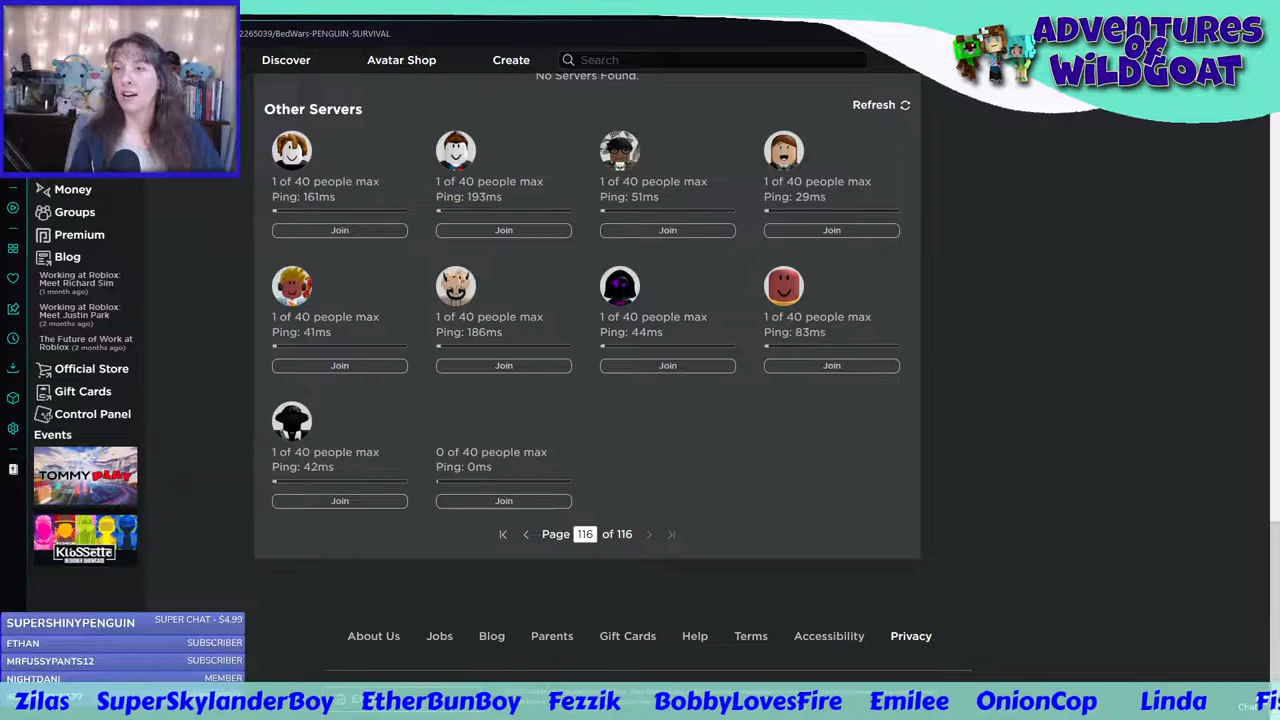 2265039/BedWars-PENGUIN-SURVIVAL
ADVENTURES
OF
WILDGOAT
Discover
Avatar Shop
Create
Search
No Servers Found.
Other Servers
Refresh
1 of 40 people max
Ping: 161ms
Join
1 of 40 people max
Ping: 193ms
Join
1 of 40 people max
Ping: 51ms
Join
1 of 40 people max
Ping: 29ms
Join
1 of 40 people max
Ping: 41ms
Join
1 of 40 people max
Ping: 186ms
Join
1 of 40 people max
Ping: 44ms
Join
1 of 40 people max
Ping: 83ms
Join
1 of 40 people max
Ping: 42ms
Join
0 of 40 people max
Ping: 0ms
Join
Page 116 of 116
Money
Groups
Premium
Blog
Working at Roblox:
Meet Richard Sim
(1 month ago)
Working at Roblox:
Meet Justin Park
(2 months ago)
The Future of Work at
Roblox (2 months ago)
Official Store
Gift Cards
Control Panel
Events
TOMMY PLAY
FASHION
KLOSSETTE
DESIGNER SHOWCASE
About Us
Jobs
Blog
Parents
Gift Cards
Help
Terms
Accessibility
Privacy
SUPERSHINYPENGUIN SUPER CHAT - $4.99
ETHAN SUBSCRIBER
MRFUSSYPANTS12 SUBSCRIBER
NIGHTDANI MEMBER
Zilas SuperSkylanderBoy EtherBunBoy Fezzik BobbyLovesFire Emilee OnionCop Linda